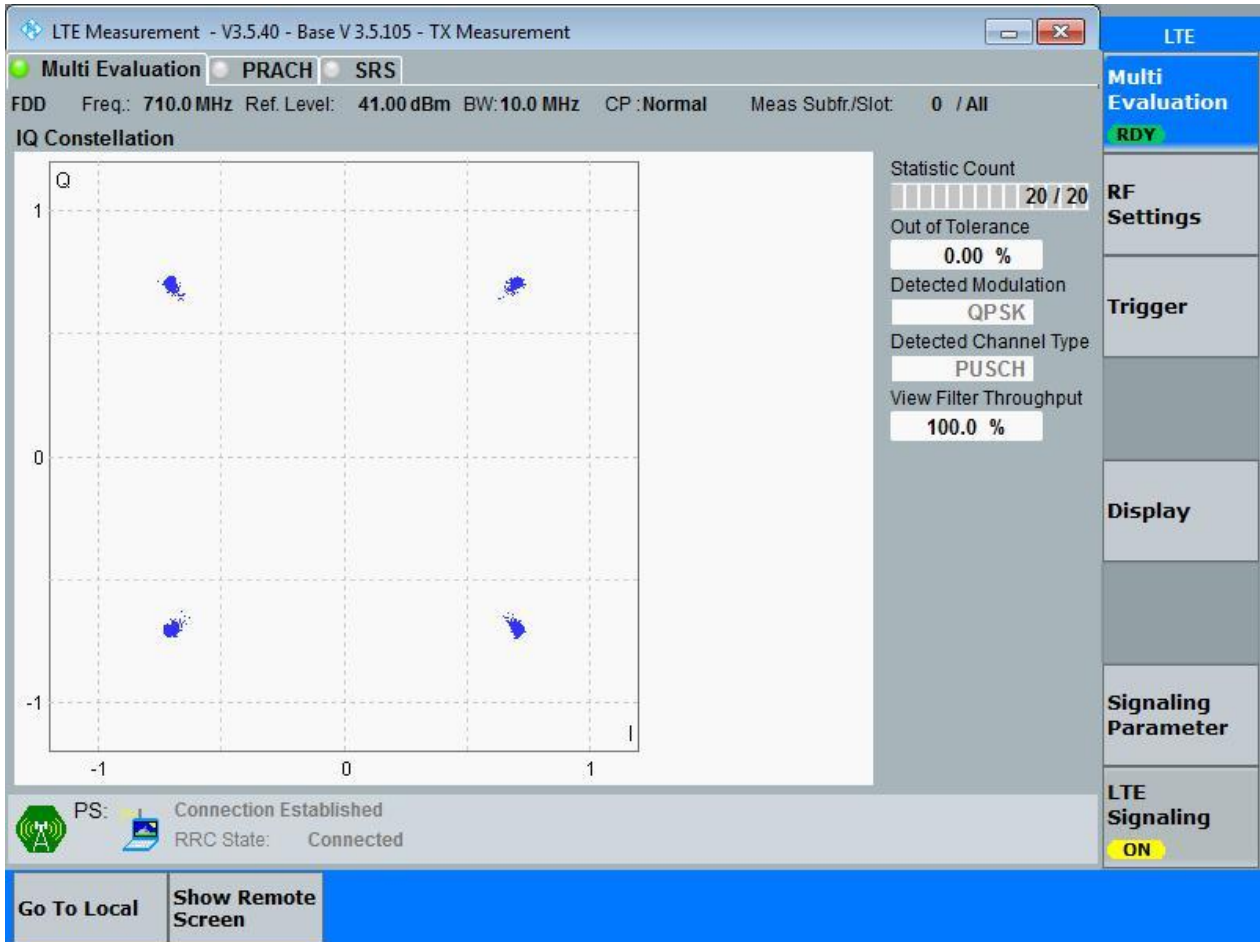 LTE Measurement - V3.5.40 - Base V 3.5.105 - TX Measurement
LTE
Multi Evaluation PRACH SRS
Multi
Evaluation
RDY
FDD Freq.: 710.0 MHz Ref. Level: 41.00 dBm BW: 10.0 MHz CP : Normal Meas Subfr./Slot: 0 / All
IQ Constellation
Q
1
0
-1
I
-1 0 1
Statistic Count
20 / 20
Out of Tolerance
0.00 %
Detected Modulation
QPSK
Detected Channel Type
PUSCH
View Filter Throughput
100.0 %
RF
Settings
Trigger
Display
Signaling
Parameter
LTE
Signaling
ON
PS: Connection Established
RRC State: Connected
Go To Local
Show Remote
Screen